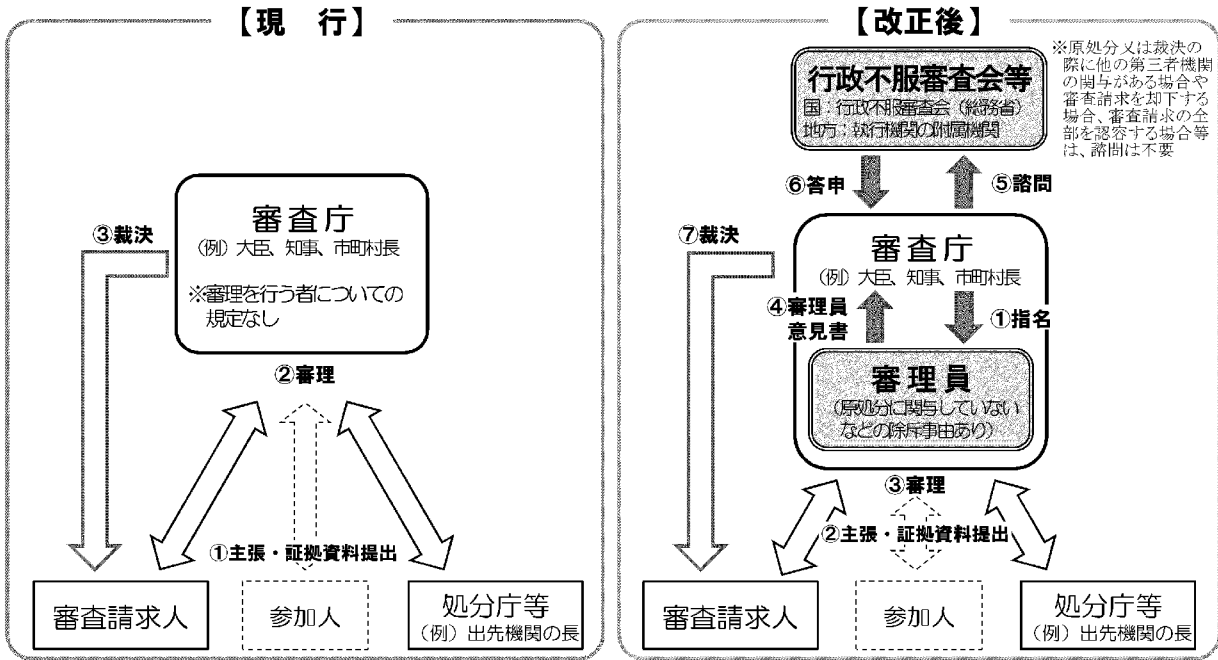 【現　行】
審査庁
(例) 大臣、知事、市町村長
※審理を行う者についての
規定なし
③裁決
②審理
①主張・証拠資料提出
審査請求人
参加人
処分庁等
(例) 出先機関の長
【改正後】
行政不服審査会等
国：行政不服審査会（総務省）
地方：執行機関の附属機関
※原処分又は裁決の
際に他の第三者機関
の関与がある場合や
審査請求を却下する
場合、審査請求の全
部を認容する場合等
は、諮問は不要
⑥答申
⑤諮問
審査庁
(例) 大臣、知事、市町村長
⑦裁決
④審理員
意見書
①指名
審理員
(原処分に関与していない
などの除斥事由あり)
③審理
②主張・証拠資料提出
審査請求人
参加人
処分庁等
(例) 出先機関の長